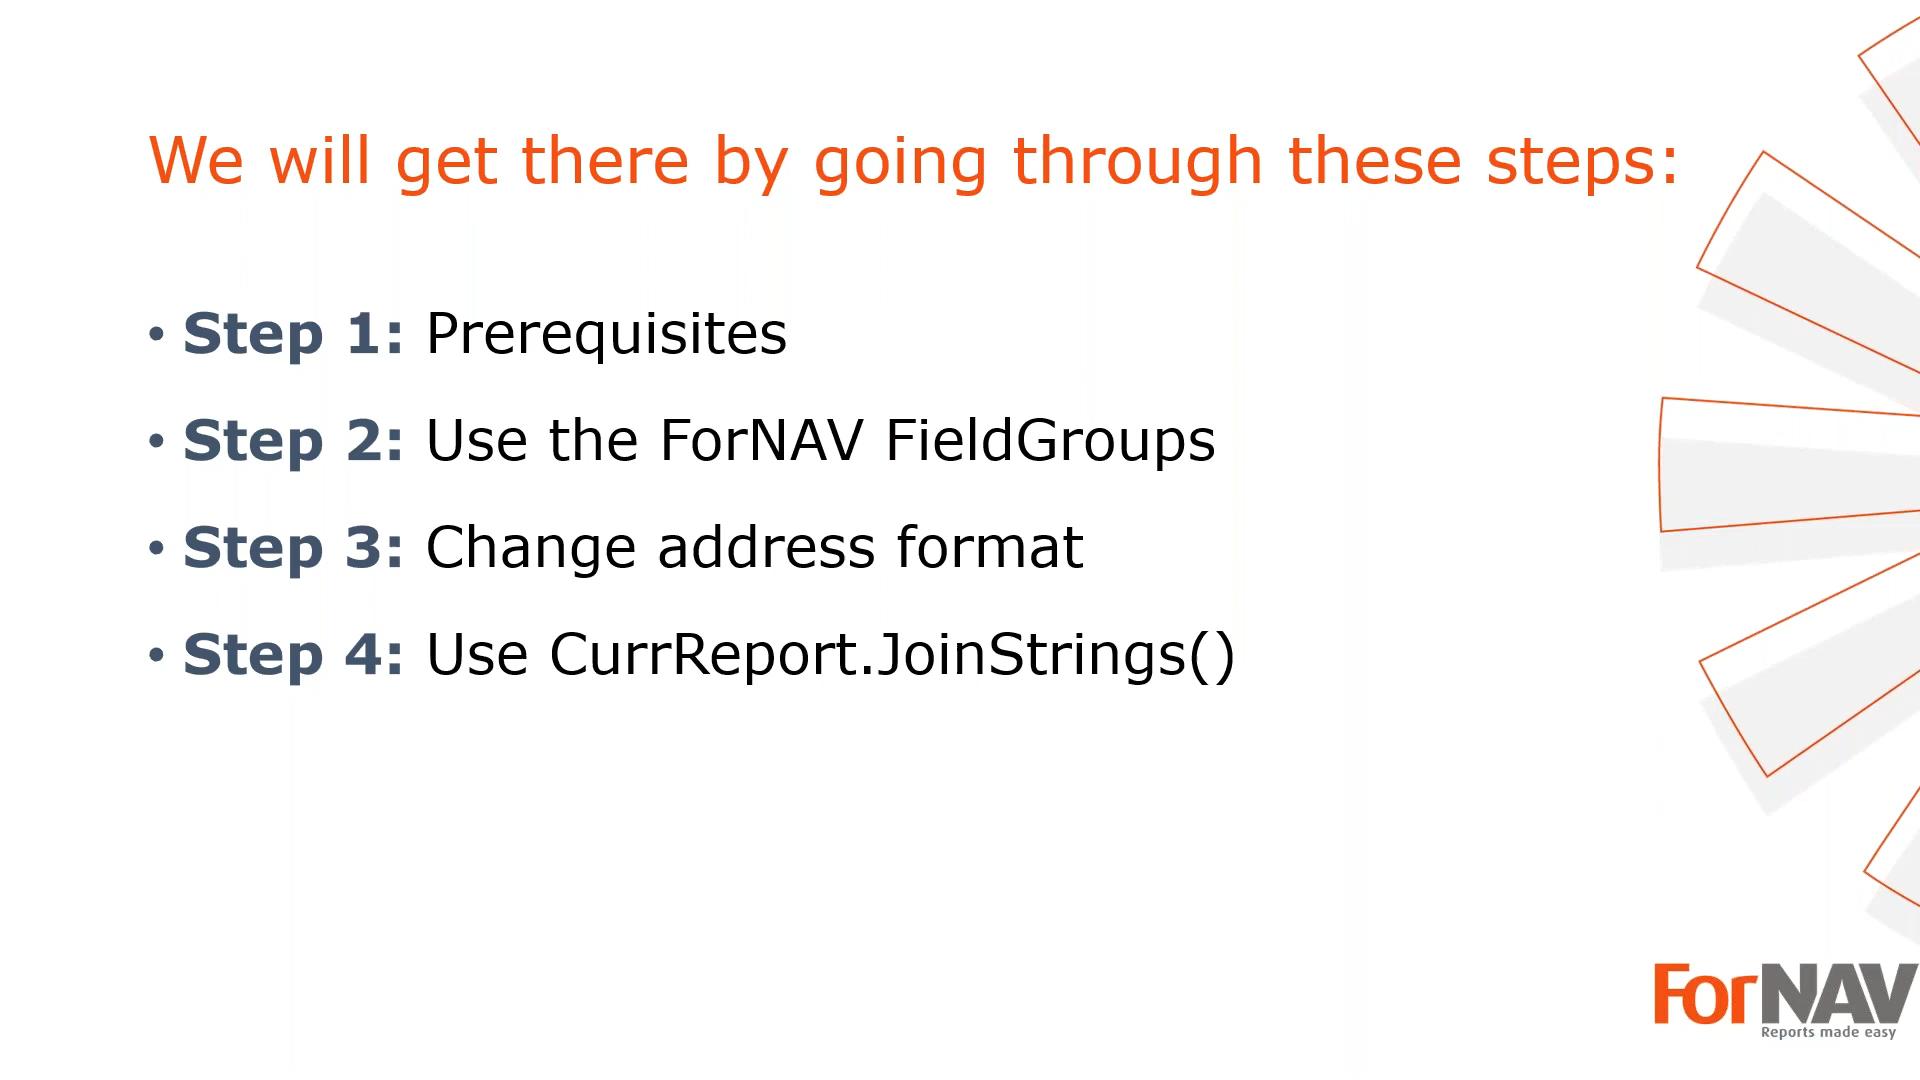 We will get there by going through these steps:
• Step 1: Prerequisites
• Step 2: Use the ForNAV FieldGroups
• Step 3: Change address format
• Step 4: Use CurrReport.JoinStrings()
ForNAV
Reports made easy